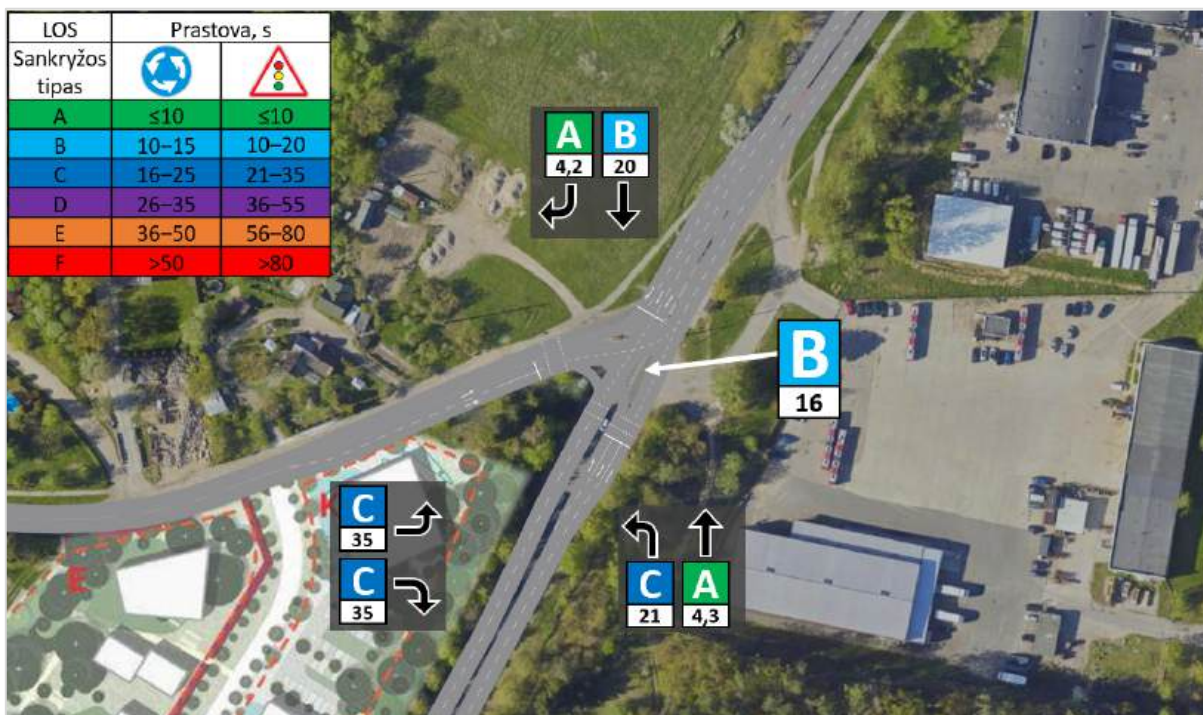 LOS Prastova, s
Sankryžos
tipas
A ≤10 ≤10
B 10–15 10–20
C 16–25 21–35
D 26–35 36–55
E 36–50 56–80
F >50 >80
A B
4,2 20
B
16
C
35
C
35
C A
21 4,3
E
K